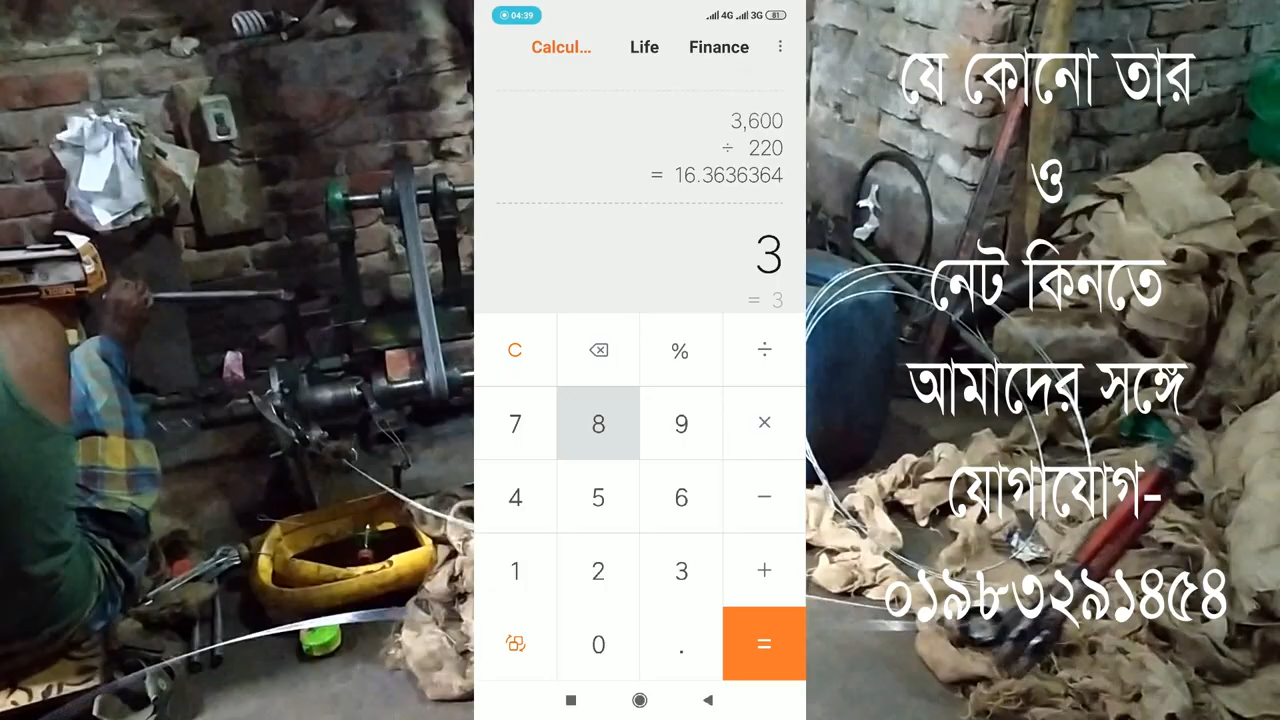 04:39
4G 3G 81
Calcul... Life Finance
3,600
÷ 220
= 16.3636364
3
= 3
C % ÷
7 8 9 ×
4 5 6 −
1 2 3 +
0 . =
যে কোনো তার
ও
নেট কিনতে
আমাদের সঙ্গে
যোগাযোগ-
০১৯৮৩২৯১৪৫৪